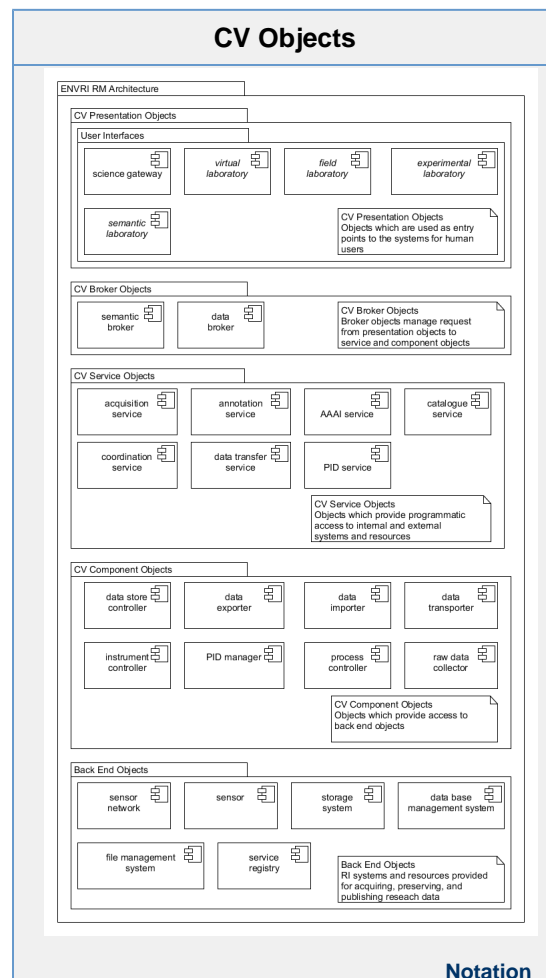 CV Objects
ENVRI RM Architecture
CV Presentation Objects
User Interfaces
science gateway
virtual
laboratory
field
laboratory
experimental
laboratory
semantic
laboratory
CV Presentation Objects
Objects which are used as entry
points to the systems for human
users
CV Broker Objects
semantic
broker
data
broker
CV Broker Objects
Broker objects manage request
from presentation objects to
service and component objects
CV Service Objects
acquisition
service
annotation
service
AAAI service
catalogue
service
coordination
service
data transfer
service
PID service
CV Service Objects
Objects which provide programmatic
access to internal and external
systems and resources
CV Component Objects
data store
controller
data
exporter
data
importer
data
transporter
instrument
controller
PID manager
process
controller
raw data
collector
CV Component Objects
Objects which provide access to
back end objects
Back End Objects
sensor
network
sensor
storage
system
data base
management system
file management
system
service
registry
Back End Objects
RI systems and resources provided
for acquiring, preserving, and
publishing reseach data
Notation